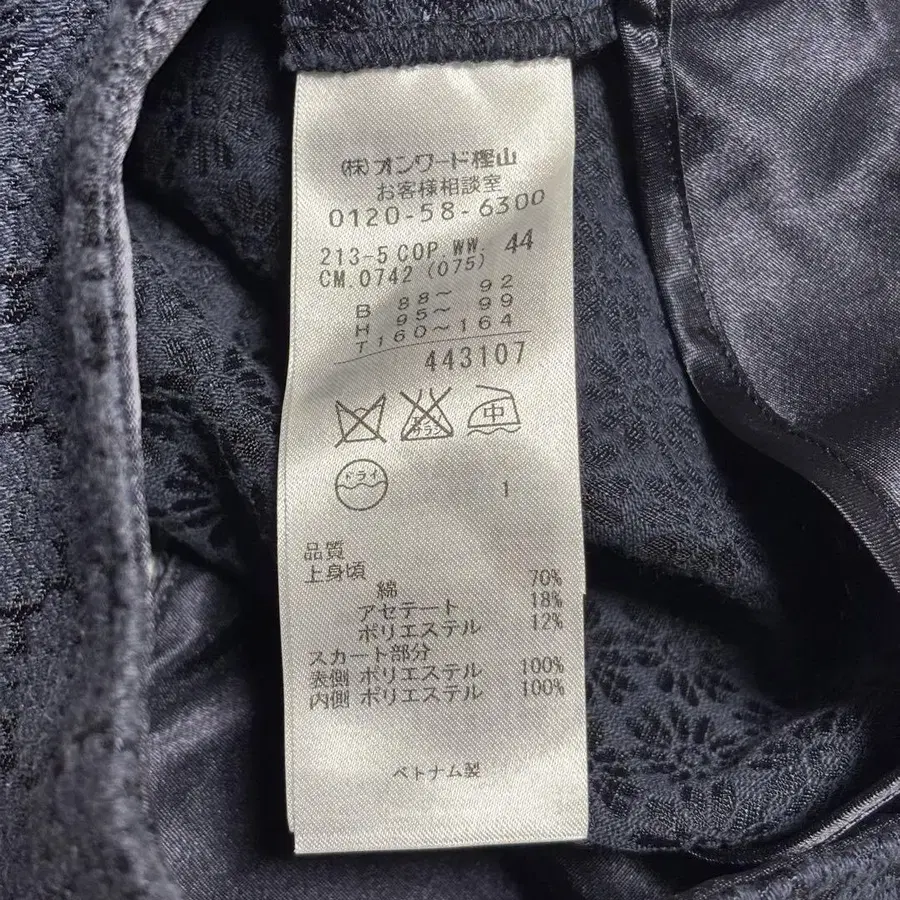 (株)オンワード樫山
お客様相談室
0120-58-6300
213-5 COP.WW. 44
CM.0742 (075)
B 88~ 92
H 95~ 99
T160~164
443107
中
ドライ
1
品質
上身頃
綿 70%
アセテート 18%
ポリエステル 12%
スカート部分
表側 ポリエステル 100%
内側 ポリエステル 100%
ベトナム製